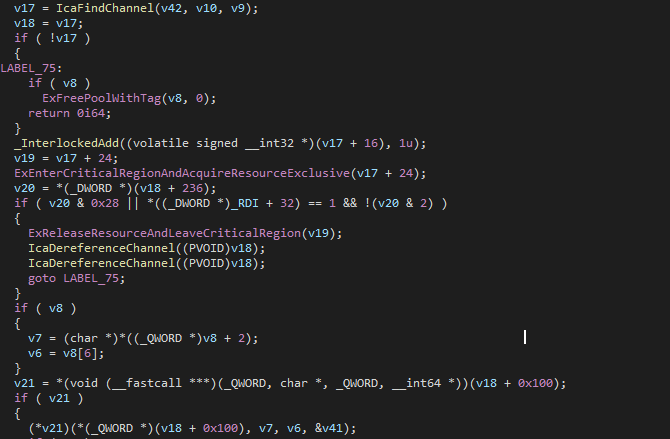 v17 = IcaFindChannel(v42, v10, v9);
v18 = v17;
if ( !v17 )
{
LABEL_75:
if ( v8 )
ExFreePoolWithTag(v8, 0);
return 0i64;
}
_InterlockedAdd((volatile signed __int32 *)(v17 + 16), 1u);
v19 = v17 + 24;
ExEnterCriticalRegionAndAcquireResourceExclusive(v17 + 24);
v20 = *(_DWORD *)(v18 + 236);
if ( v20 & 0x28 || *((_DWORD *)_RDI + 32) == 1 && !(v20 & 2) )
{
ExReleaseResourceAndLeaveCriticalRegion(v19);
IcaDereferenceChannel((PVOID)v18);
IcaDereferenceChannel((PVOID)v18);
goto LABEL_75;
}
if ( v8 )
{
v7 = (char *)*((_QWORD *)v8 + 2);
v6 = v8[6];
}
v21 = *(void (__fastcall ***)(_QWORD, char *, _QWORD, __int64 *))(v18 + 0x100);
if ( v21 )
{
(*v21)(*(_QWORD *)(v18 + 0x100), v7, v6, &v41);